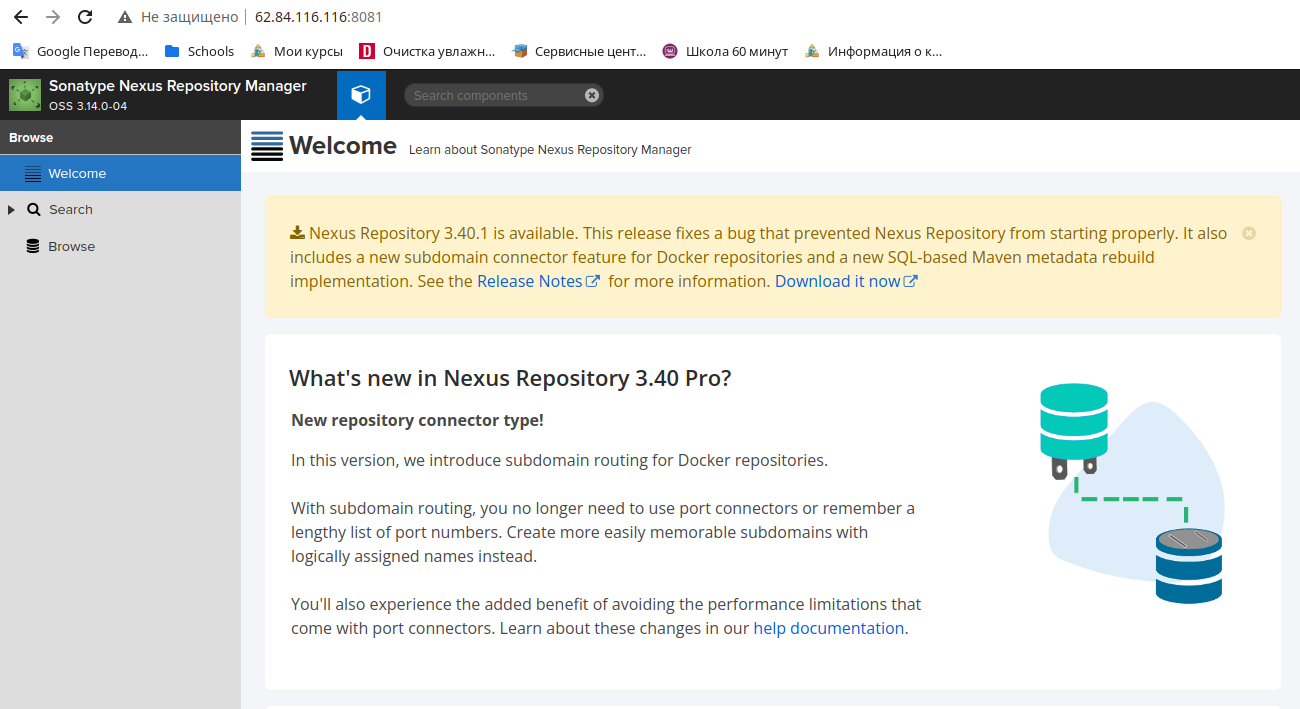 Не защищено 62.84.116.116:8081
Google Перевод... Schools Мои курсы Очистка увлажн... Сервисные цент... Школа 60 минут Информация о к...
Sonatype Nexus Repository Manager
OSS 3.14.0-04
Search components
Browse
Welcome
Search
Browse
Welcome Learn about Sonatype Nexus Repository Manager
Nexus Repository 3.40.1 is available. This release fixes a bug that prevented Nexus Repository from starting properly. It also
includes a new subdomain connector feature for Docker repositories and a new SQL-based Maven metadata rebuild
implementation. See the Release Notes for more information. Download it now
What's new in Nexus Repository 3.40 Pro?
New repository connector type!
In this version, we introduce subdomain routing for Docker repositories.
With subdomain routing, you no longer need to use port connectors or remember a
lengthy list of port numbers. Create more easily memorable subdomains with
logically assigned names instead.
You'll also experience the added benefit of avoiding the performance limitations that
come with port connectors. Learn about these changes in our help documentation.